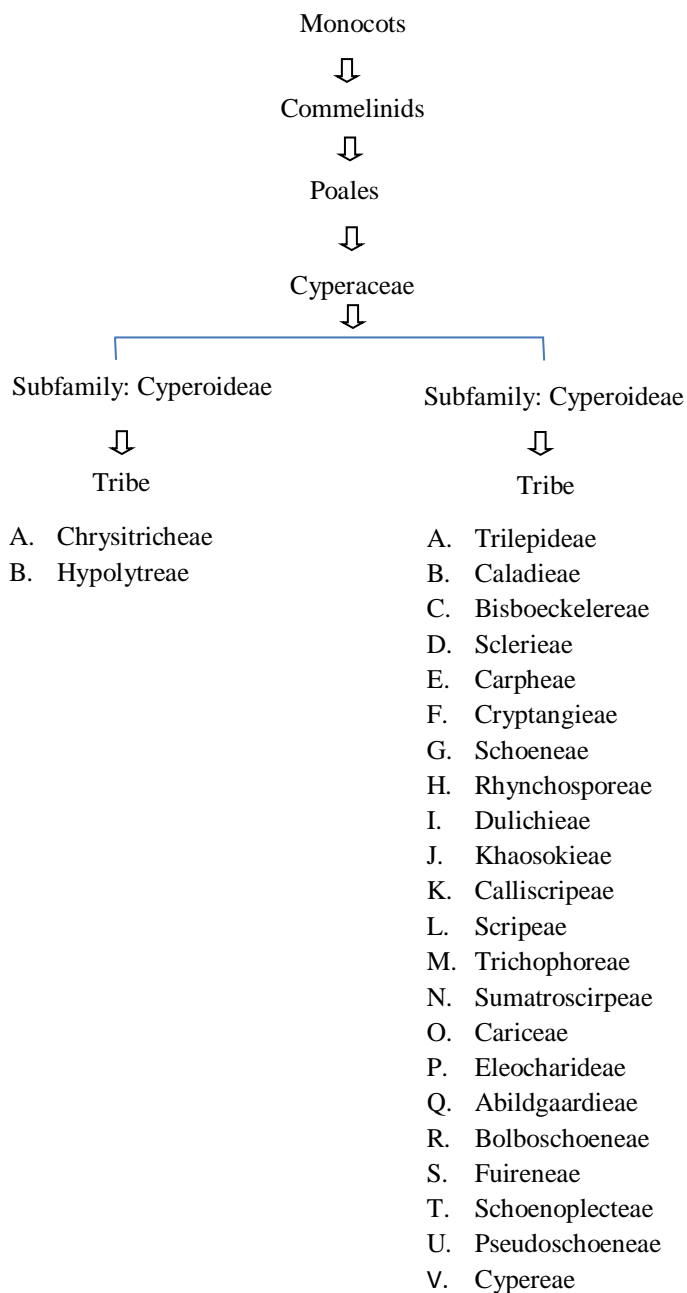 Monocots
Commelinids
Poales
Cyperaceae
Subfamily: Cyperoideae
Tribe
A. Chrysitricheae
B. Hypolytreae
Subfamily: Cyperoideae
Tribe
A. Trilepideae
B. Caladieae
C. Bisboeckelereae
D. Sclerieae
E. Carpheae
F. Cryptangieae
G. Schoeneae
H. Rhynchosporeae
I. Dulichieae
J. Khaosokieae
K. Calliscripeae
L. Scripeae
M. Trichophoreae
N. Sumatroscirpeae
O. Cariceae
P. Eleocharideae
Q. Abildgaardieae
R. Bolboschoeneae
S. Fuireneae
T. Schoenoplecteae
U. Pseudoschoeneae
V. Cypereae